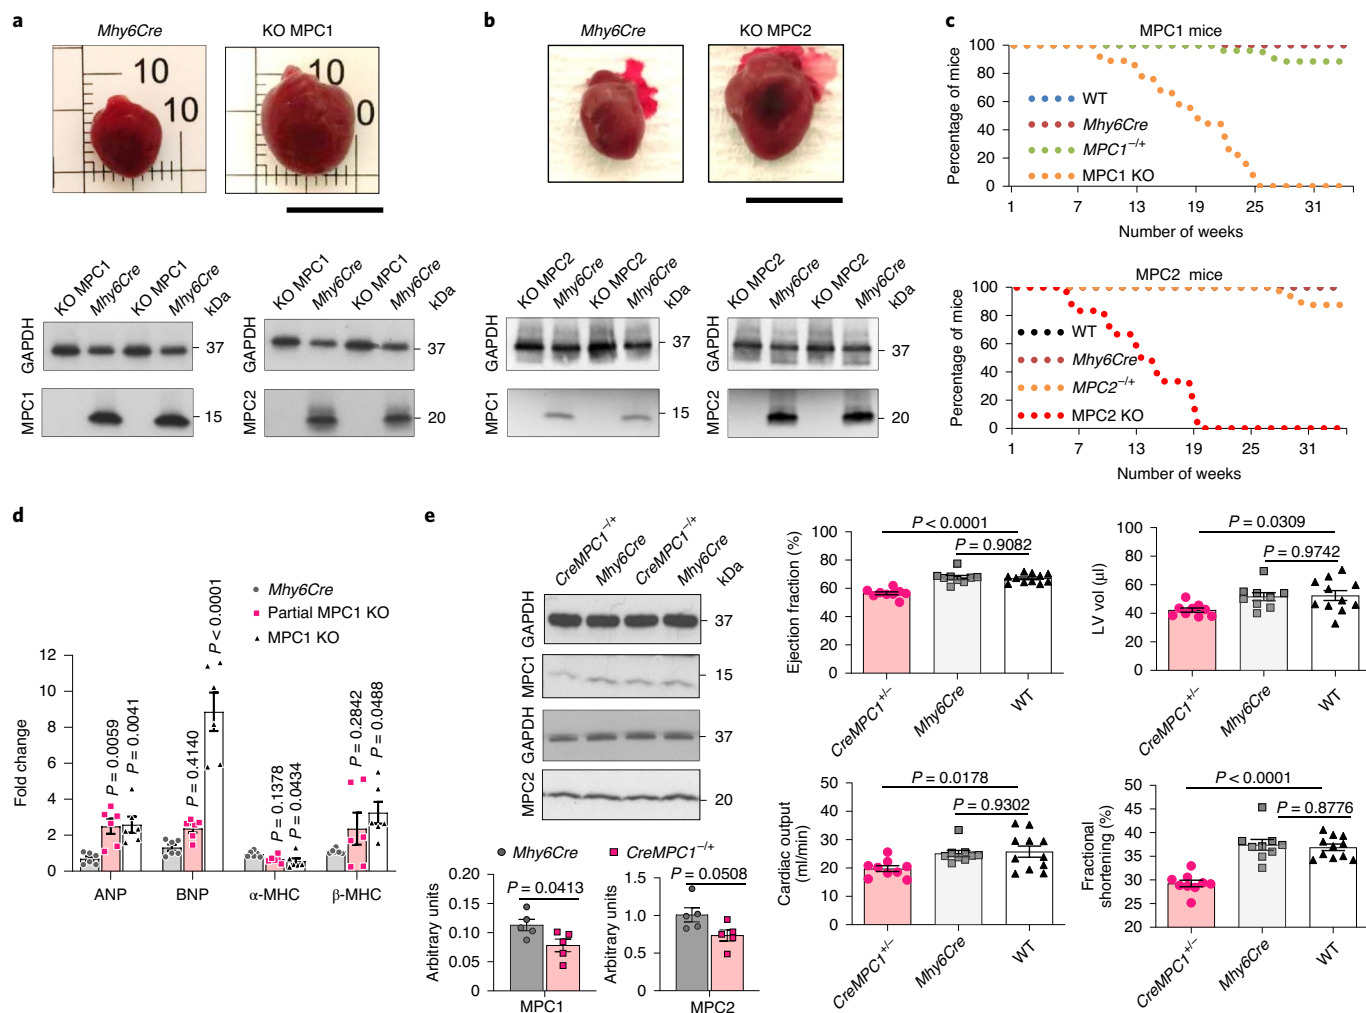 a
Mhy6Cre
KO MPC1
10
10
10
0
KO MPC1
Mhy6Cre
KO MPC1
Mhy6Cre
kDa
GAPDH
37
MPC1
15
KO MPC1
Mhy6Cre
KO MPC1
Mhy6Cre
kDa
GAPDH
37
MPC2
20
b
Mhy6Cre
KO MPC2
KO MPC2
Mhy6Cre
KO MPC2
Mhy6Cre
kDa
GAPDH
37
MPC1
15
KO MPC2
Mhy6Cre
KO MPC2
Mhy6Cre
kDa
GAPDH
37
MPC2
20
c
MPC1 mice
Percentage of mice
100
80
60
40
20
0
WT
Mhy6Cre
MPC1−/+
MPC1 KO
1 7 13 19 25 31
Number of weeks
MPC2 mice
Percentage of mice
100
80
60
40
20
0
WT
Mhy6Cre
MPC2−/+
MPC2 KO
1 7 13 19 25 31
Number of weeks
d
Mhy6Cre
Partial MPC1 KO
MPC1 KO
Fold change
12
10
8
6
4
2
0
P = 0.0059
P = 0.0041
P = 0.4140
P < 0.0001
P = 0.1378
P = 0.0434
P = 0.2842
P = 0.0488
ANP BNP α-MHC β-MHC
e
CreMPC1−/+
Mhy6Cre
CreMPC1−/+
Mhy6Cre
kDa
GAPDH
37
MPC1
15
GAPDH
37
MPC2
20
Mhy6Cre
CreMPC1−/+
Arbitrary units
0.20
0.15
0.10
0.05
0
P = 0.0413
MPC1
Arbitrary units
1.5
1.0
0.5
0
P = 0.0508
MPC2
Ejection fraction (%)
100
80
60
40
20
0
P < 0.0001
P = 0.9082
CreMPC1+/−
Mhy6Cre
WT
LV vol (µl)
100
80
60
40
20
0
P = 0.0309
P = 0.9742
CreMPC1+/−
Mhy6Cre
WT
Cardiac output
(ml/min)
50
40
30
20
10
0
P = 0.0178
P = 0.9302
CreMPC1+/−
Mhy6Cre
WT
Fractional
shortening (%)
50
45
40
35
30
25
20
P < 0.0001
P = 0.8776
CreMPC1+/−
Mhy6Cre
WT